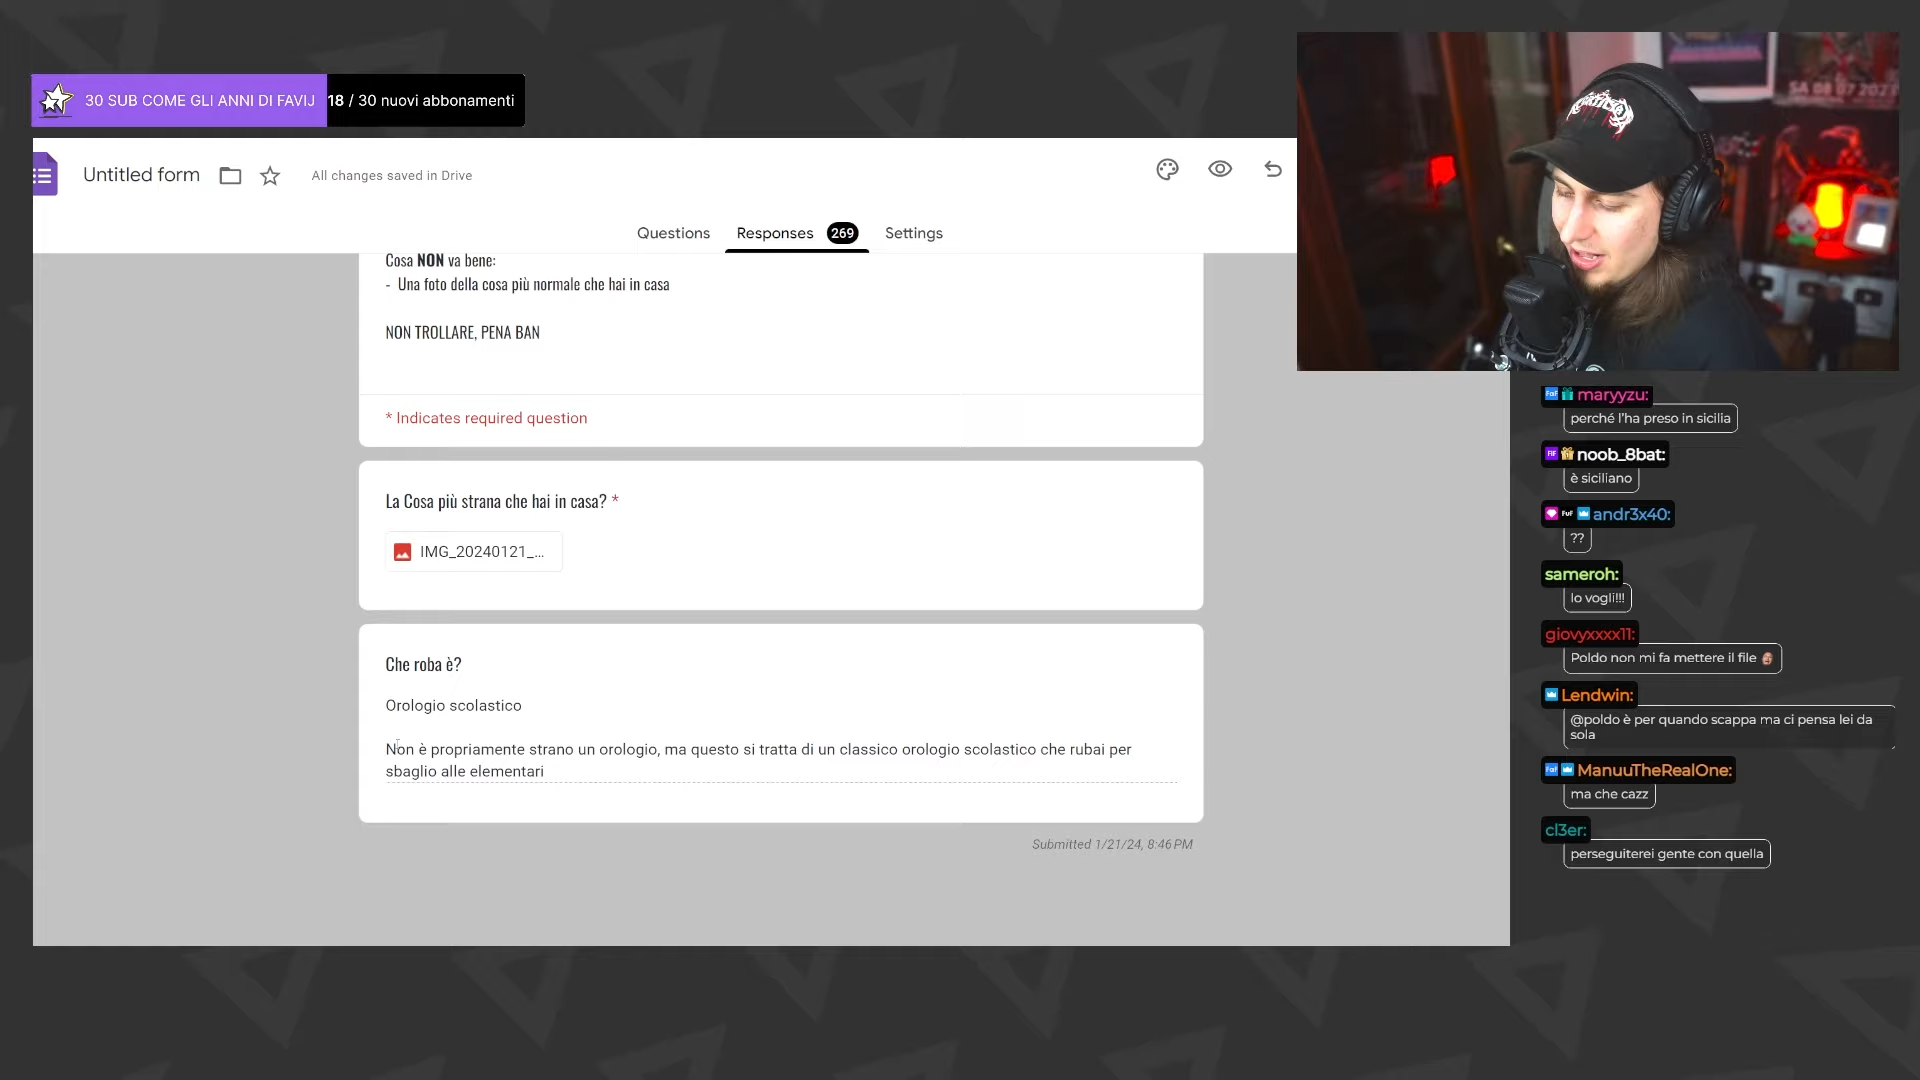 30 SUB COME GLI ANNI DI FAVIJ
18 / 30 nuovi abbonamenti
Untitled form
All changes saved in Drive
Questions
Responses
269
Settings
Cosa NON va bene:
- Una foto della cosa più normale che hai in casa
NON TROLLARE, PENA BAN
* Indicates required question
La Cosa più strana che hai in casa? *
IMG_20240121_...
Che roba è?
Orologio scolastico
Non è propriamente strano un orologio, ma questo si tratta di un classico orologio scolastico che rubai per
sbaglio alle elementari
Submitted 1/21/24, 8:46 PM
maryyzu:
perché l'ha preso in sicilia
noob_8bat:
è siciliano
andr3x40:
??
sameroh:
lo vogli!!!
giovyxxxx11:
Poldo non mi fa mettere il file
Lendwin:
@poldo è per quando scappa ma ci pensa lei da
sola
ManuuTheRealOne:
ma che cazz
cl3er:
perseguiterei gente con quella